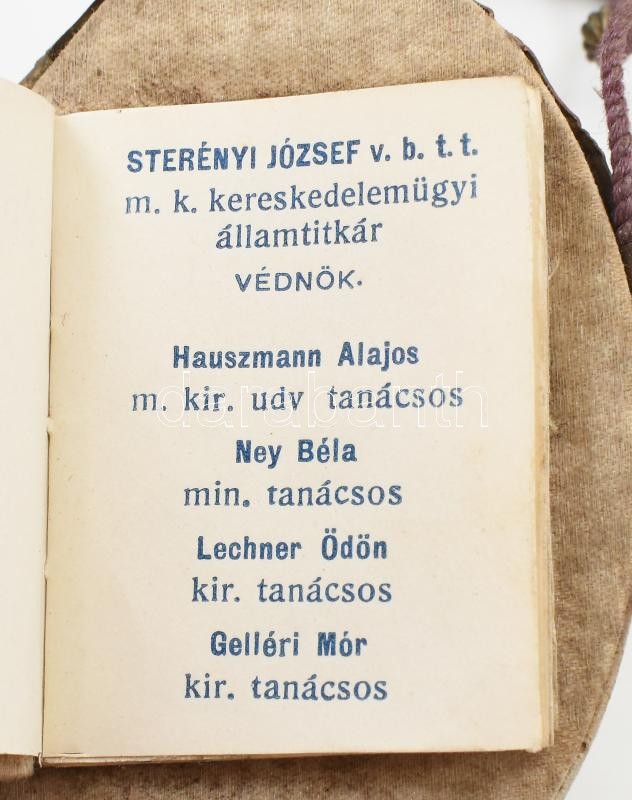 STERÉNYI JÓZSEF v. b. t. t.
m. k. kereskedelemügyi
államtitkár
VÉDNÖK.
Hauszmann Alajos
m. kir. udv tanácsos
darabanth
Ney Béla
min. tanácsos
Lechner Ödön
kir. tanácsos
Gelléri Mór
kir. tanácsos